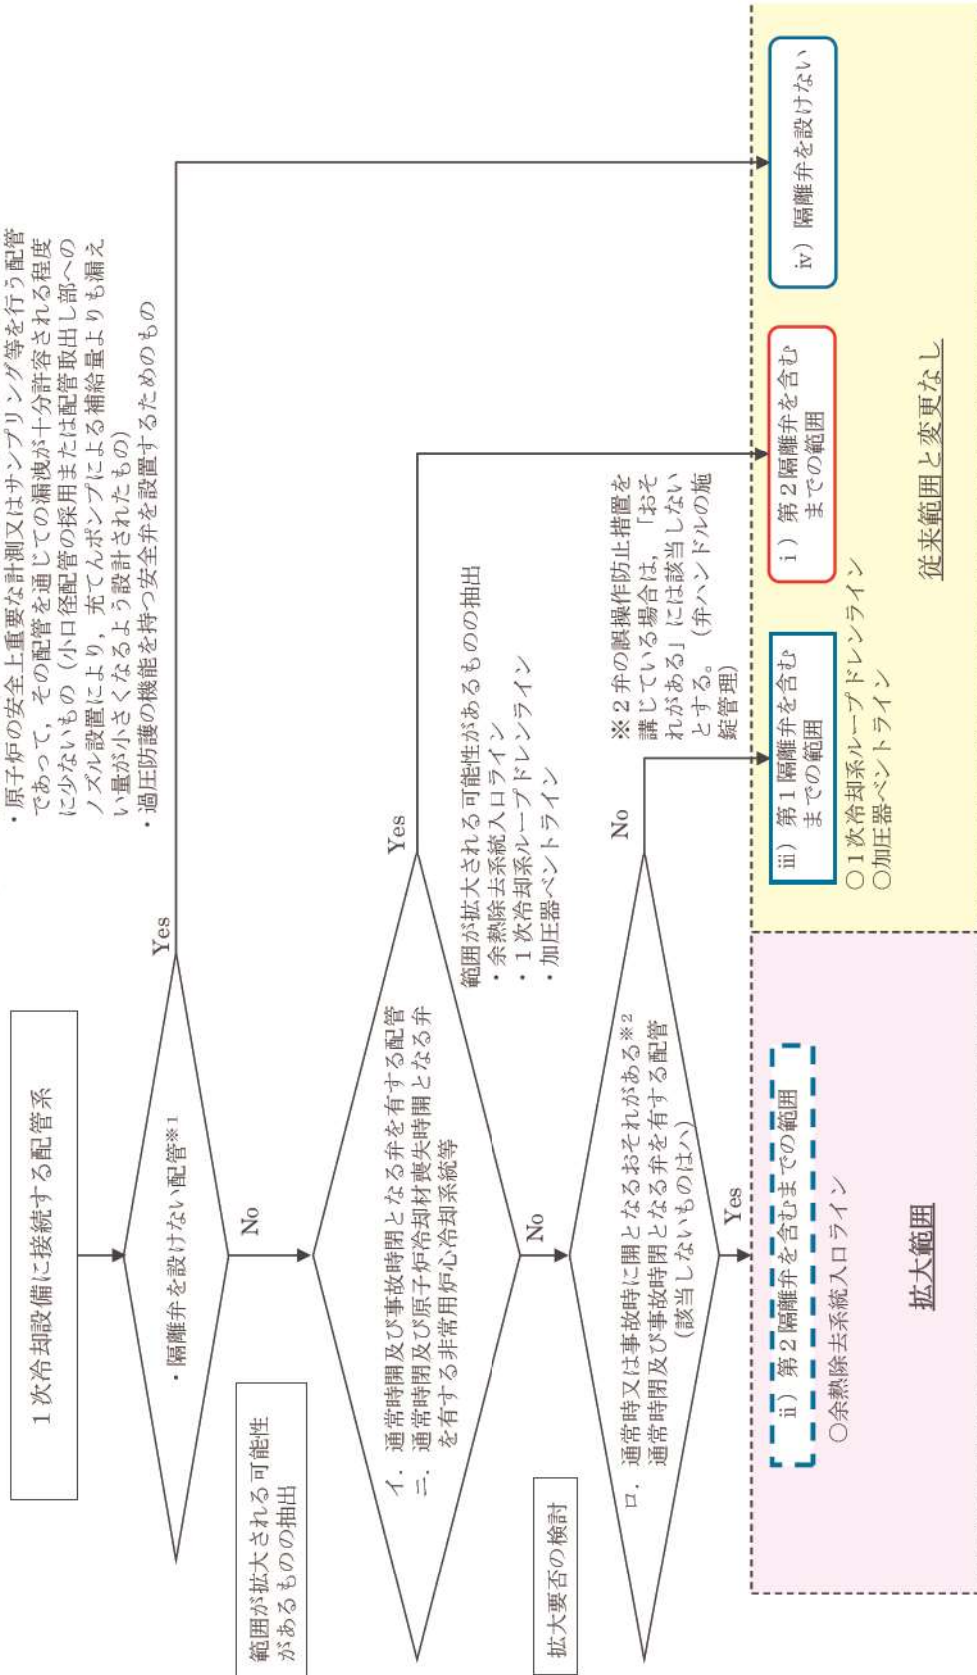 ・原子炉の安全上重要な計測又はサンプリング等を行う配管
であって，その配管を通じての漏洩が十分許容される程度
に少ないもの（小口径配管の採用または配管取出し部への
ノズル設置により，充てんポンプによる補給量よりも漏え
い量が小さくなるよう設計されたもの）
・過圧防護の機能を持つ安全弁を設置するためのもの
1次冷却設備に接続する配管系
・隔離弁を設けない配管※1
Yes
No
範囲が拡大される可能性
があるものの抽出
イ．通常時開及び事故時閉となる弁を有する配管
ニ．通常時閉及び原子炉冷却材喪失時開となる弁
を有する非常用炉心冷却系統等
Yes
No
範囲が拡大される可能性があるものの抽出
・余熱除去系統入口ライン
・1次冷却系ループドレンライン
・加圧器ベントライン
拡大要否の検討
ロ．通常時又は事故時に開となるおそれがある※2
通常時閉及び事故時閉となる弁を有する配管
（該当しないものはハ）
No
Yes
※2弁の誤操作防止措置を
講じている場合は，「おそ
れがある」には該当しない
とする。（弁ハンドルの施
錠管理）
ii）第2隔離弁を含むまでの範囲
○余熱除去系統入口ライン
拡大範囲
iii）第1隔離弁を含む
までの範囲
○1次冷却系ループドレンライン
○加圧器ベントライン
i）第2隔離弁を含む
までの範囲
iv）隔離弁を設けない
従来範囲と変更なし